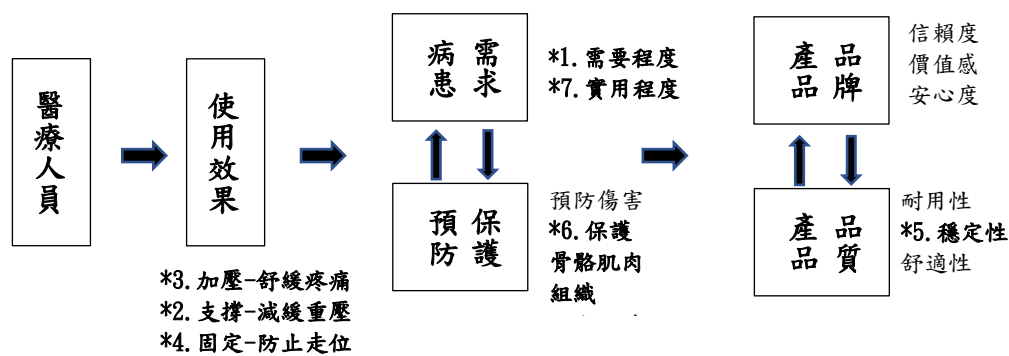 醫療人員
使用效果
*3.加壓-舒緩疼痛
*2.支撐-減緩重壓
*4.固定-防止走位
病需
患求
*1.需要程度
*7.實用程度
預保
防護
預防傷害
*6.保護
骨骼肌肉
組織
產品
品牌
信賴度
價值感
安心度
產品
品質
耐用性
*5.穩定性
舒適性